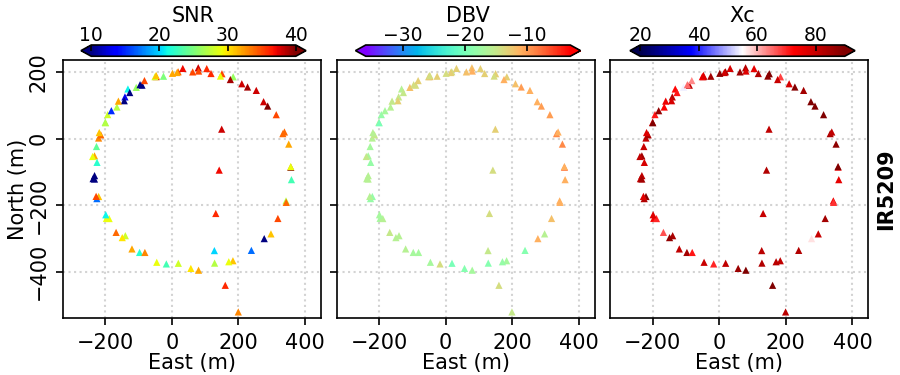 SNR DBV Xc
10 20 30 40 −30 −20 −10 20 40 60 80
200
0
−200
−400
North (m)
IR5209
−200 0 200 400 −200 0 200 400 −200 0 200 400
East (m) East (m) East (m)